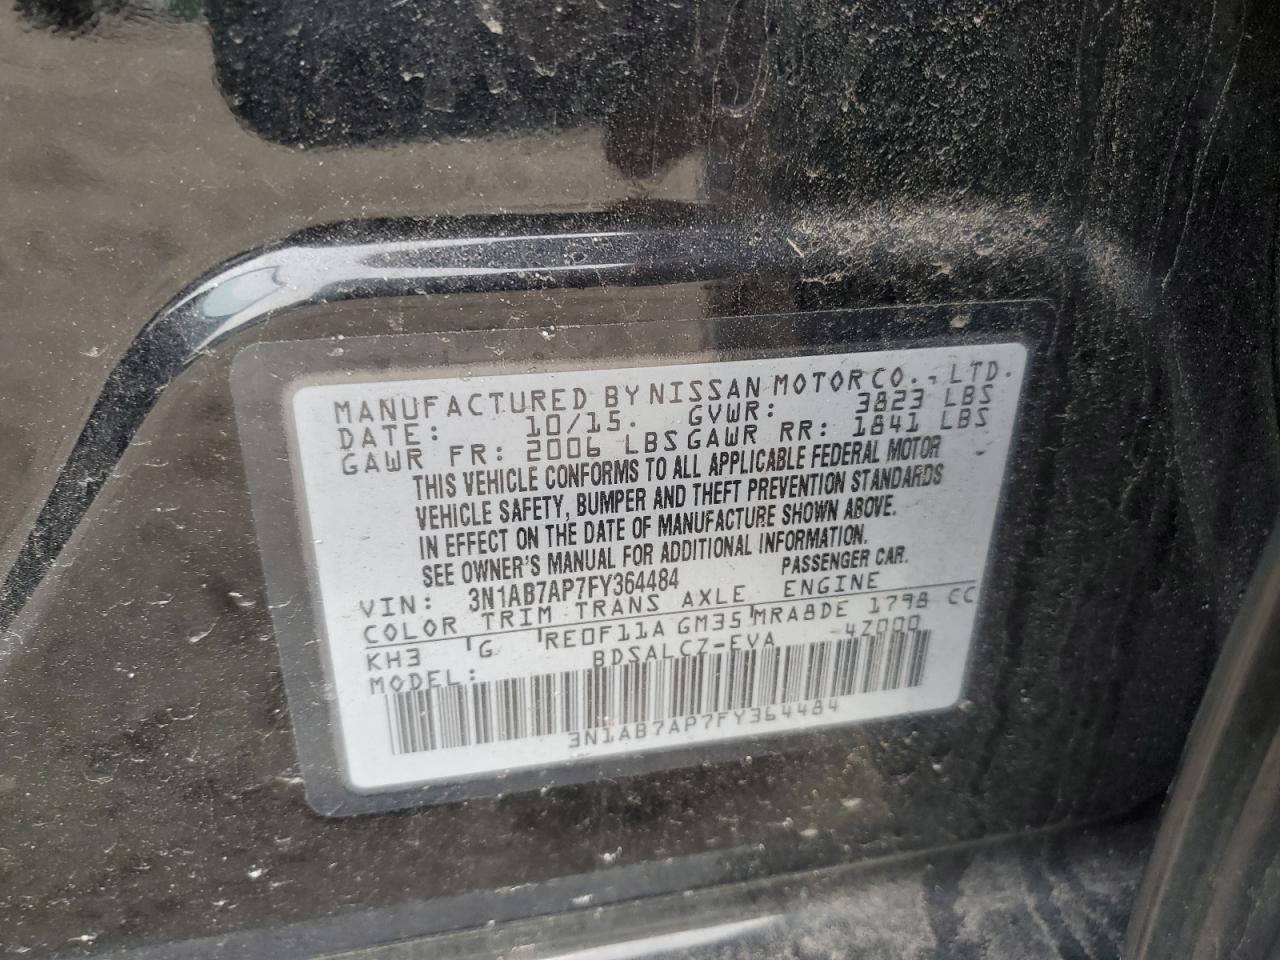 MANUFACTURED BY NISSAN MOTOR CO., LTD.
DATE: 10/15. GVWR: 3823 LBS
GAWR FR: 2006 LBS GAWR RR: 1841 LBS
THIS VEHICLE CONFORMS TO ALL APPLICABLE FEDERAL MOTOR
VEHICLE SAFETY, BUMPER AND THEFT PREVENTION STANDARDS
IN EFFECT ON THE DATE OF MANUFACTURE SHOWN ABOVE.
SEE OWNER'S MANUAL FOR ADDITIONAL INFORMATION.
VIN: 3N1AB7AP7FY364484 PASSENGER CAR.
COLOR TRIM TRANS AXLE ENGINE
KH3 G RE0F11A GM35 MRA8DE 1798 CC
MODEL: BDSALCZ-EVA -4Z000
3N1AB7AP7FY364484